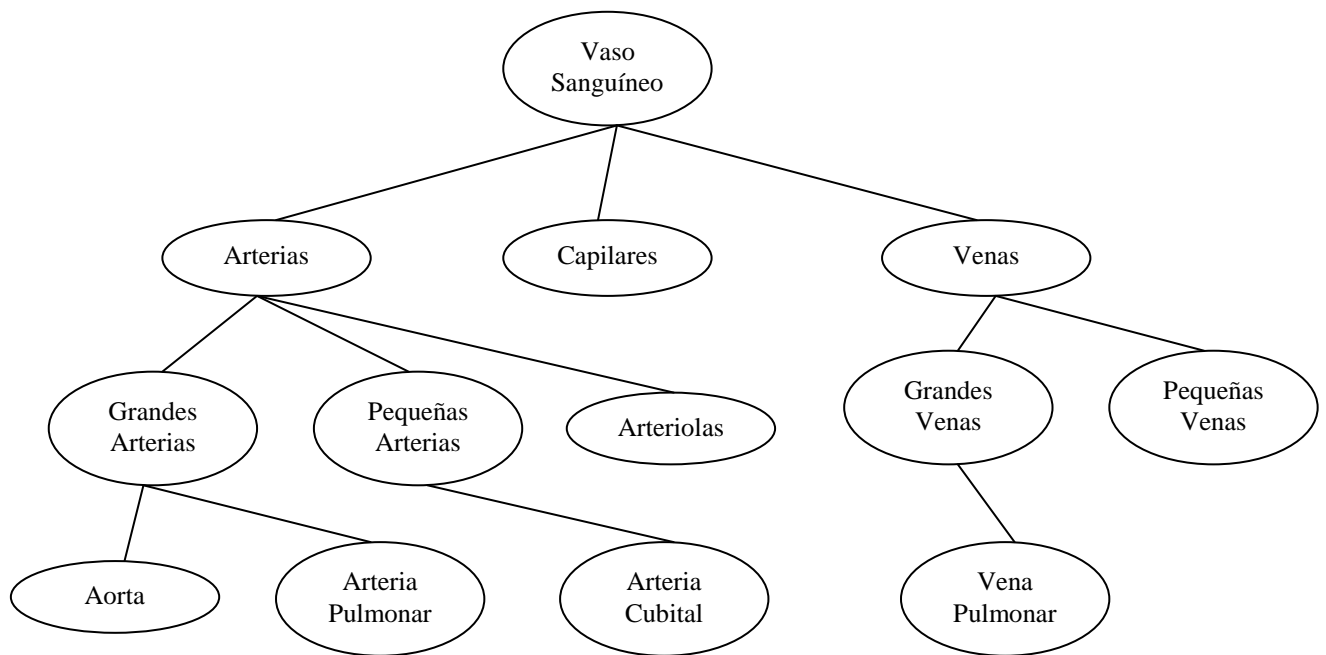 Vaso
Sanguíneo
Arterias
Capilares
Venas
Grandes
Arterias
Pequeñas
Arterias
Arteriolas
Grandes
Venas
Pequeñas
Venas
Aorta
Arteria
Pulmonar
Arteria
Cubital
Vena
Pulmonar